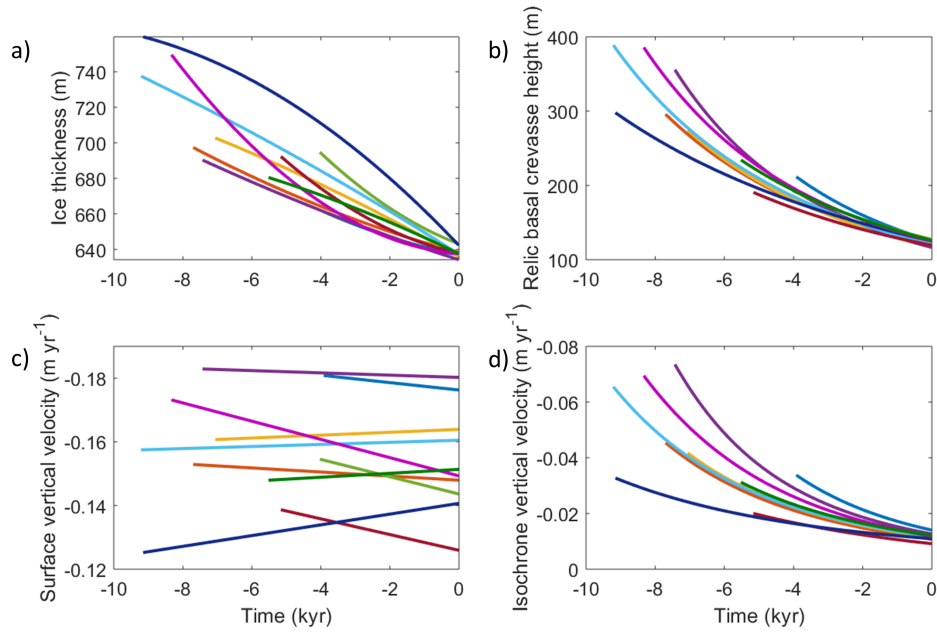 a)
Ice thickness (m)
740
720
700
680
660
640
-10 -8 -6 -4 -2 0
b)
Relic basal crevasse height (m)
400
300
200
100
-10 -8 -6 -4 -2 0
c)
Surface vertical velocity (m yr-1)
-0.18
-0.16
-0.14
-0.12
-10 -8 -6 -4 -2 0
Time (kyr)
d)
Isochrone vertical velocity (m yr-1)
-0.08
-0.06
-0.04
-0.02
0
-10 -8 -6 -4 -2 0
Time (kyr)